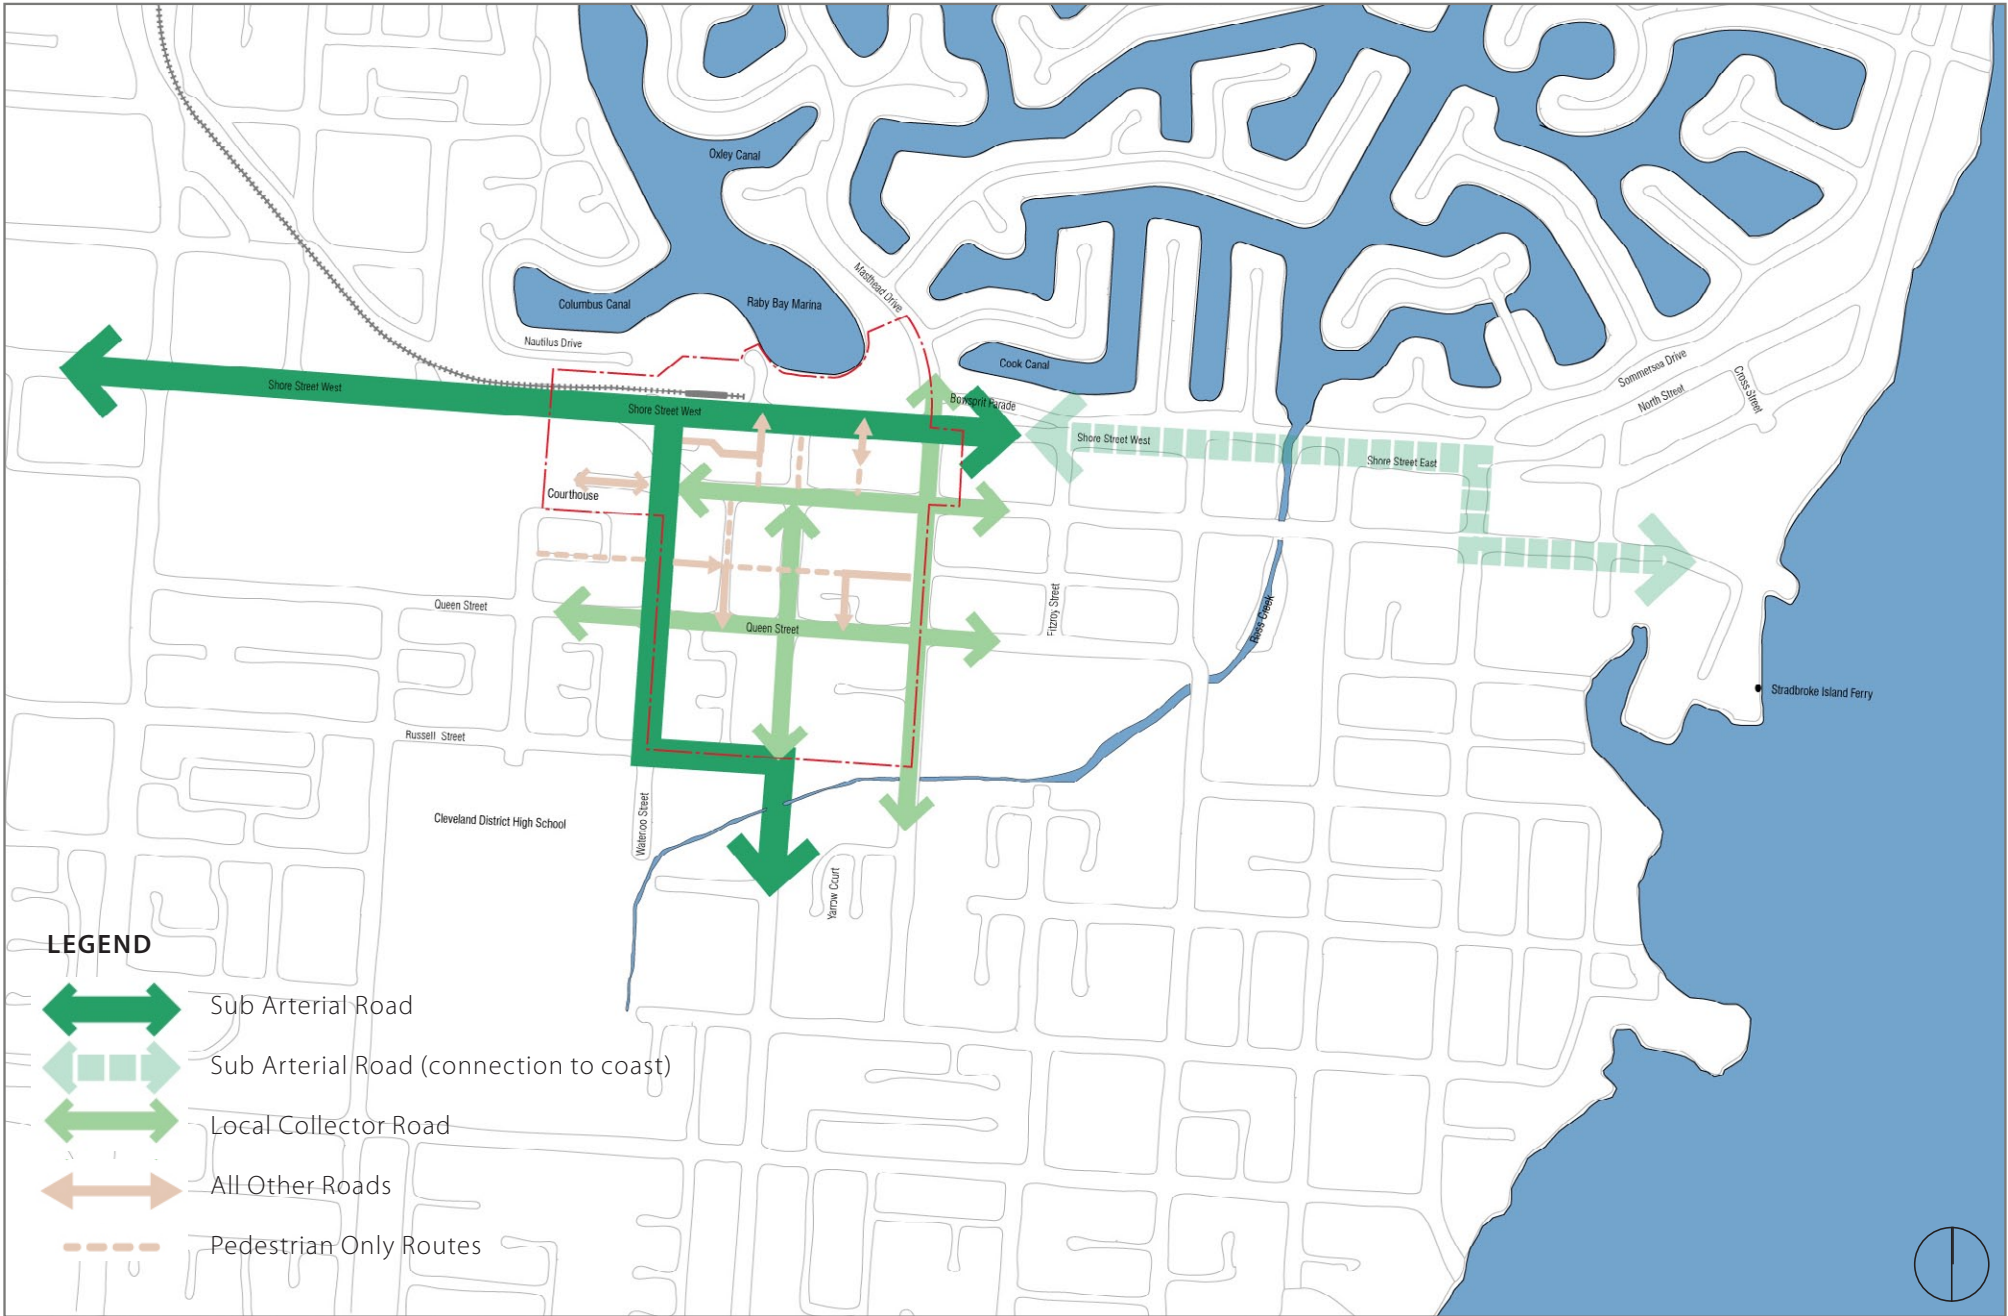 Oxley Canal
Masthead Drive
Columbus Canal
Raby Bay Marina
Nautilus Drive
Cook Canal
Sommersea Drive
North Street
Cross Street
Shore Street West
Shore Street West
Bowsprit Parade
Shore Street West
Shore Street East
Courthouse
Queen Street
Queen Street
Fitzroy Street
Ross Creek
Stradbroke Island Ferry
Russell Street
Waterloo Street
Cleveland District High School
Yarrow Court
LEGEND
Sub Arterial Road
Sub Arterial Road (connection to coast)
Local Collector Road
All Other Roads
Pedestrian Only Routes